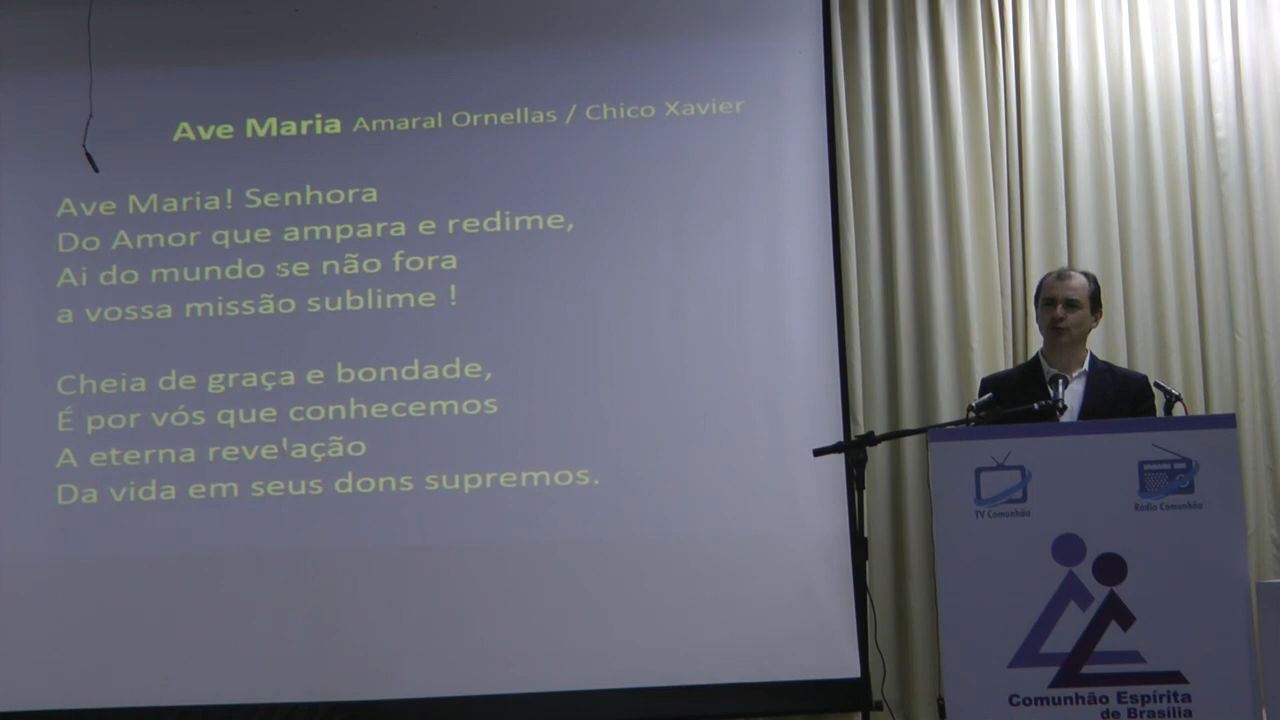 Ave Maria Amaral Ornellas / Chico Xavier
Ave Maria! Senhora
Do Amor que ampara e redime,
Ai do mundo se não fora
a vossa missão sublime !
Cheia de graça e bondade,
É por vós que conhecemos
A eterna revelação
Da vida em seus dons supremos.
TV Comunhão
Rádio Comunhão
Comunhão Espírita
de Brasília